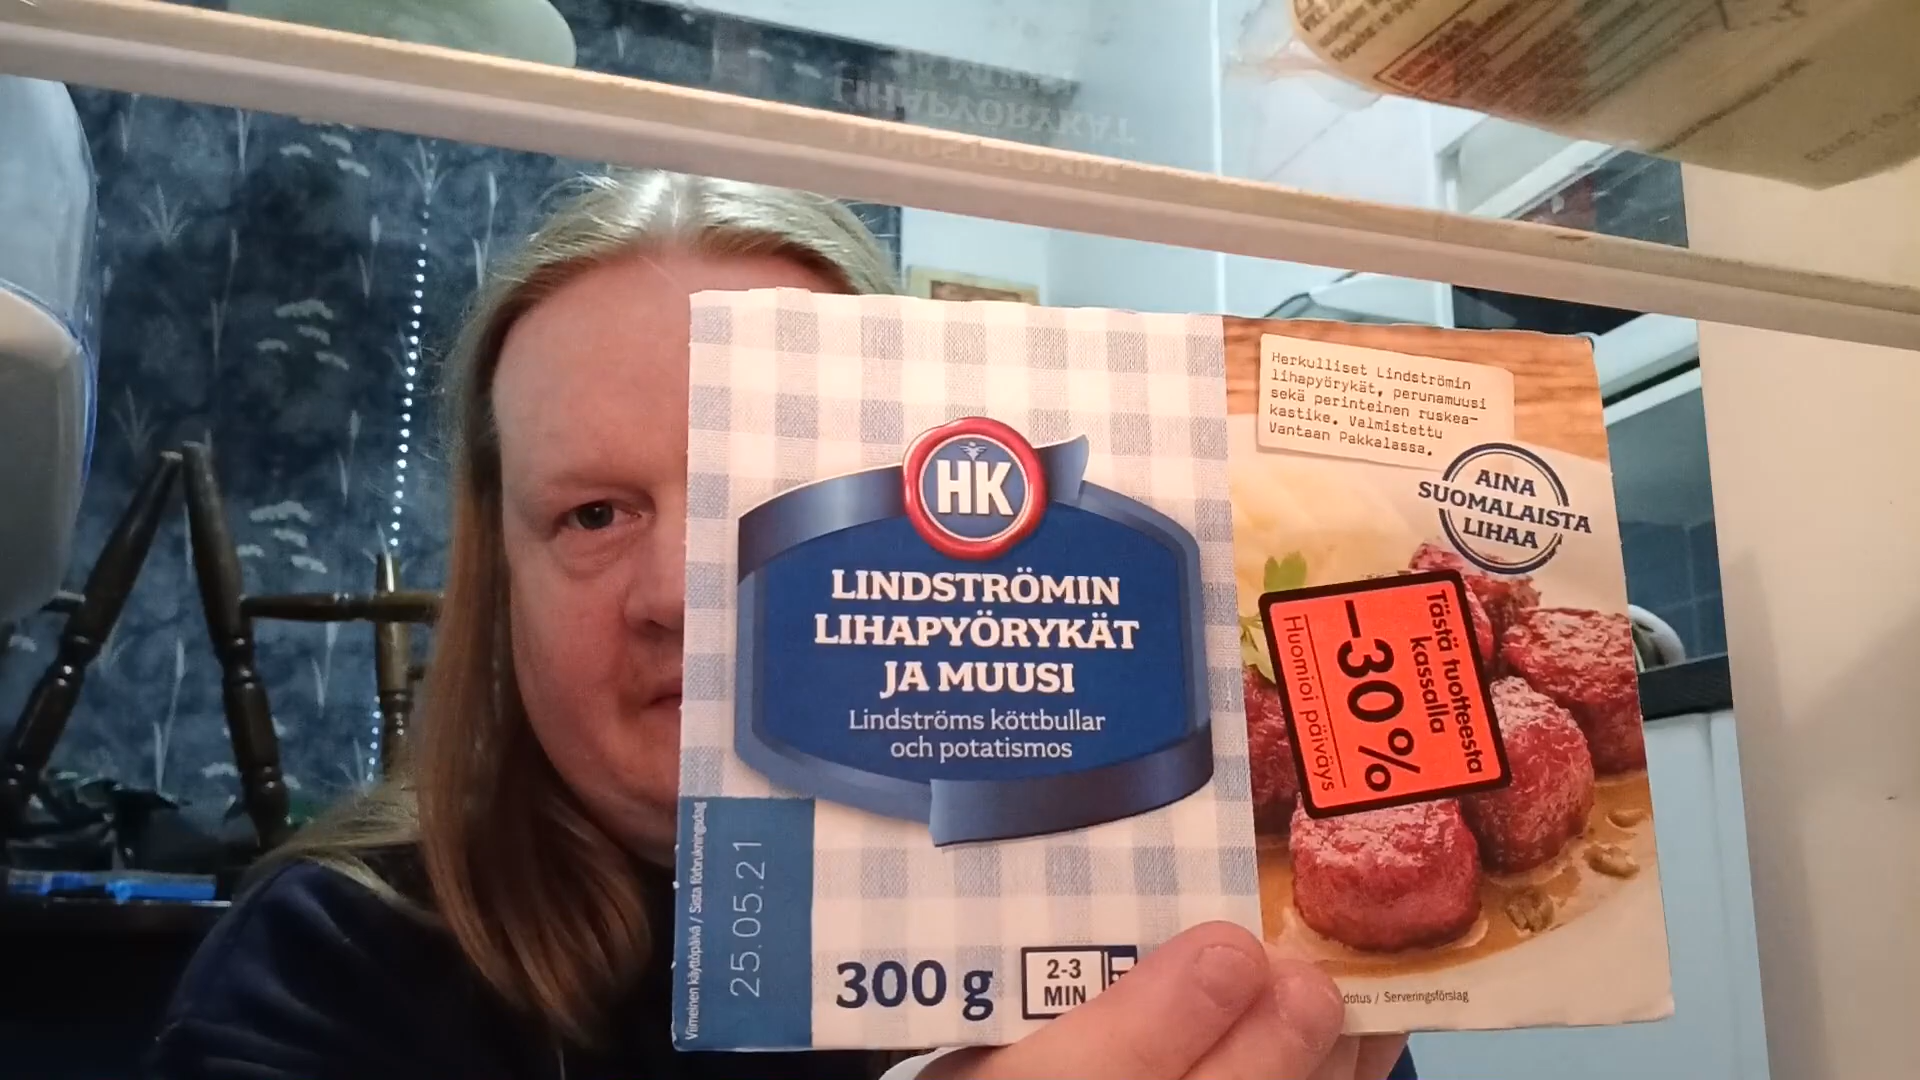 LIHAPYÖRYKÄT
LINDSTRÖMIN
Herkulliset Lindströmin
lihapyörykät, perunamuusi
sekä perinteinen ruskea-
kastike. Valmistettu
Vantaan Pakkalassa.
AINA
SUOMALAISTA
LIHAA
HK
LINDSTRÖMIN
LIHAPYÖRYKÄT
JA MUUSI
Lindströms köttbullar
och potatismos
Tästä tuotteesta
kassalla
-30%
Huomioi päiväys
Viimeinen käyttöpäivä / Sista förbrukningsdag
25.05.21
300 g
2-3
MIN
/ Serveringsförslag